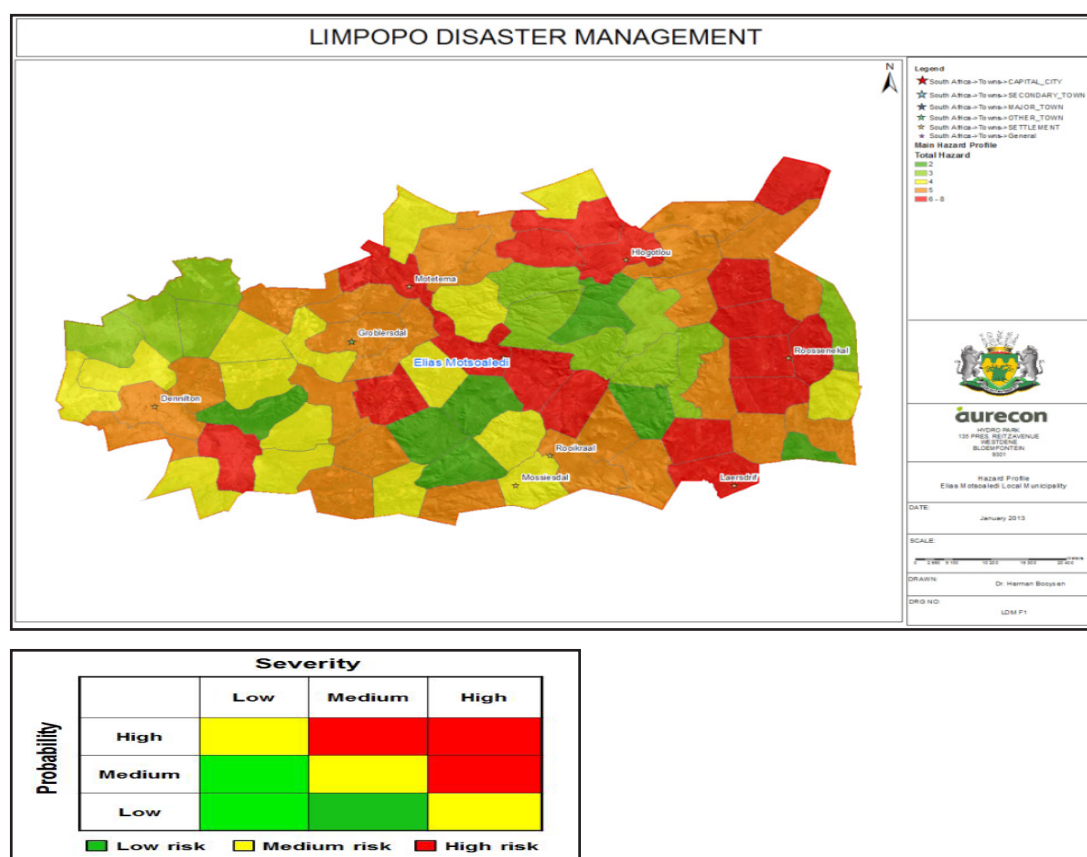 LIMPOPO DISASTER MANAGEMENT
N
Legend
South Africa->Towns->CAPITAL_CITY
South Africa->Towns->SECONDARY_TOWN
South Africa->Towns->MAJOR_TOWN
South Africa->Towns->OTHER_TOWN
South Africa->Towns->SETTLEMENT
South Africa->Towns->General
Main Hazard Profile
Total Hazard
2
3
4
5
6 - 8
Hlogotlou
Motetema
Groblersdal
Roossenekal
Elias Motsoaledi
Dennilton
Rooikraal
Mossiesdal
Laersdrif
aurecon
HYDRO PARK
135 PRES. REITZ AVENUE
WESTDENE
BLOEMFONTEIN
9301
Hazard Profile
Elias Motsoaledi Local Municipality
DATE:
January 2013
SCALE:
DRAWN:
Dr. Herman Booysen
DRG NO:
LDM F1
Severity
Low Medium High
Probability
High
Medium
Low
Low risk Medium risk High risk